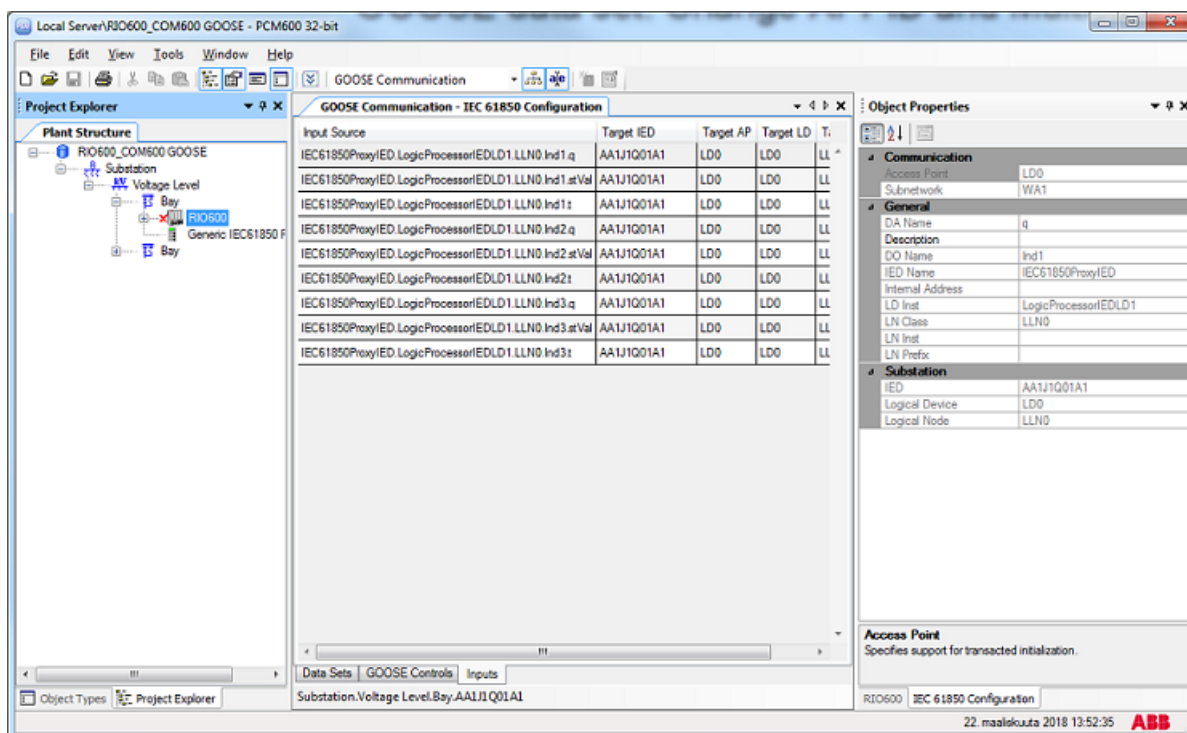 Local Server\RIO600_COM600 GOOSE - PCM600 32-bit
File Edit View Tools Window Help
GOOSE Communication
Project Explorer
Plant Structure
RIO600_COM600 GOOSE
Substation
Voltage Level
Bay
RIO600
Generic IEC61850 F
Bay
Object Types Project Explorer
GOOSE Communication - IEC 61850 Configuration
Input Source Target IED Target AP Target LD
IEC61850ProxyIED.LogicProcessorIEDLD1.LLN0.Ind1.q AA1J1Q01A1 LD0 LD0 LL
IEC61850ProxyIED.LogicProcessorIEDLD1.LLN0.Ind1.stVal AA1J1Q01A1 LD0 LD0 LL
IEC61850ProxyIED.LogicProcessorIEDLD1.LLN0.Ind1.t AA1J1Q01A1 LD0 LD0 LL
IEC61850ProxyIED.LogicProcessorIEDLD1.LLN0.Ind2.q AA1J1Q01A1 LD0 LD0 LL
IEC61850ProxyIED.LogicProcessorIEDLD1.LLN0.Ind2.stVal AA1J1Q01A1 LD0 LD0 LL
IEC61850ProxyIED.LogicProcessorIEDLD1.LLN0.Ind2.t AA1J1Q01A1 LD0 LD0 LL
IEC61850ProxyIED.LogicProcessorIEDLD1.LLN0.Ind3.q AA1J1Q01A1 LD0 LD0 LL
IEC61850ProxyIED.LogicProcessorIEDLD1.LLN0.Ind3.stVal AA1J1Q01A1 LD0 LD0 LL
IEC61850ProxyIED.LogicProcessorIEDLD1.LLN0.Ind3.t AA1J1Q01A1 LD0 LD0 LL
Data Sets GOOSE Controls Inputs
Substation.Voltage Level.Bay.AA1J1Q01A1
Object Properties
Communication
Access Point LD0
Subnetwork WA1
General
DA Name q
Description
DO Name Ind1
IED Name IEC61850ProxyIED
Internal Address
LD Inst LogicProcessorIEDLD1
LN Class LLN0
LN Inst
LN Prefix
Substation
IED AA1J1Q01A1
Logical Device LD0
Logical Node LLN0
Access Point
Specifies support for transacted initialization.
RIO600 IEC 61850 Configuration
22. maaliskuuta 2018 13:52:35 ABB